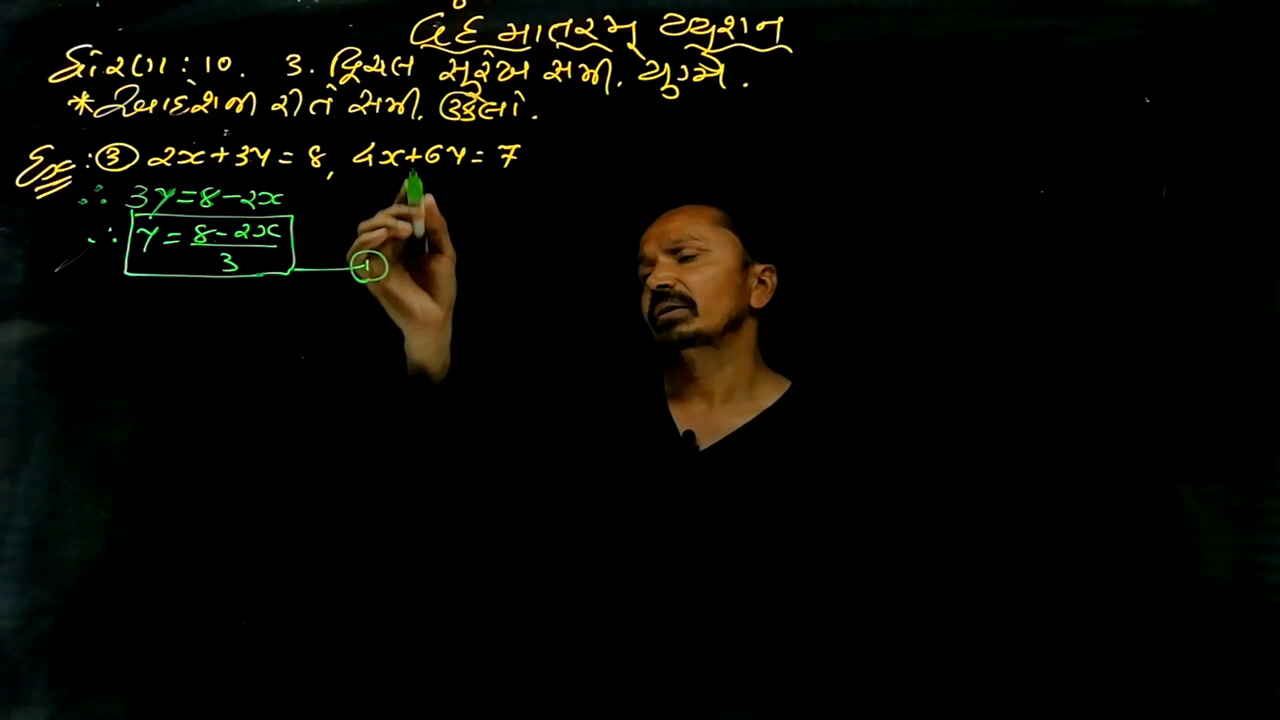 વંદે માતરમ્ ટ્યુશન
ધોરણ : 10. 3. દ્વિચલ સુરેખ સમી. યુગ્મો.
* આદેશની રીતે સમી. ઉકેલો.
Ex : ③ 2x + 3y = 8, 4x + 6y = 7
∴ 3y = 8 - 2x
∴ y = (8 - 2x) / 3 ①